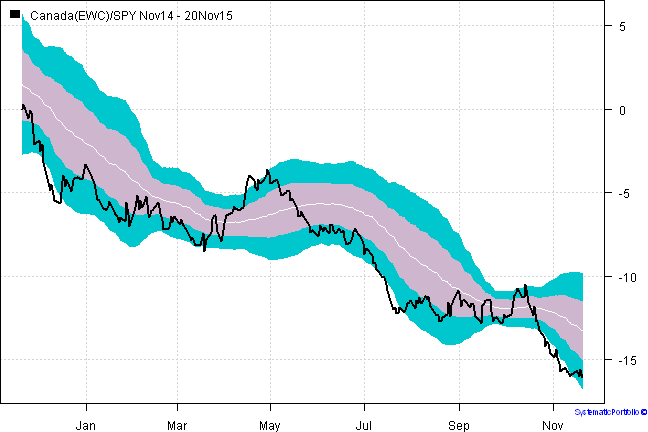 Canada(EWC)/SPY Nov14 - 20Nov15
5
0
-5
-10
-15
Jan Mar May Jul Sep Nov
SystematicPortfolio ©